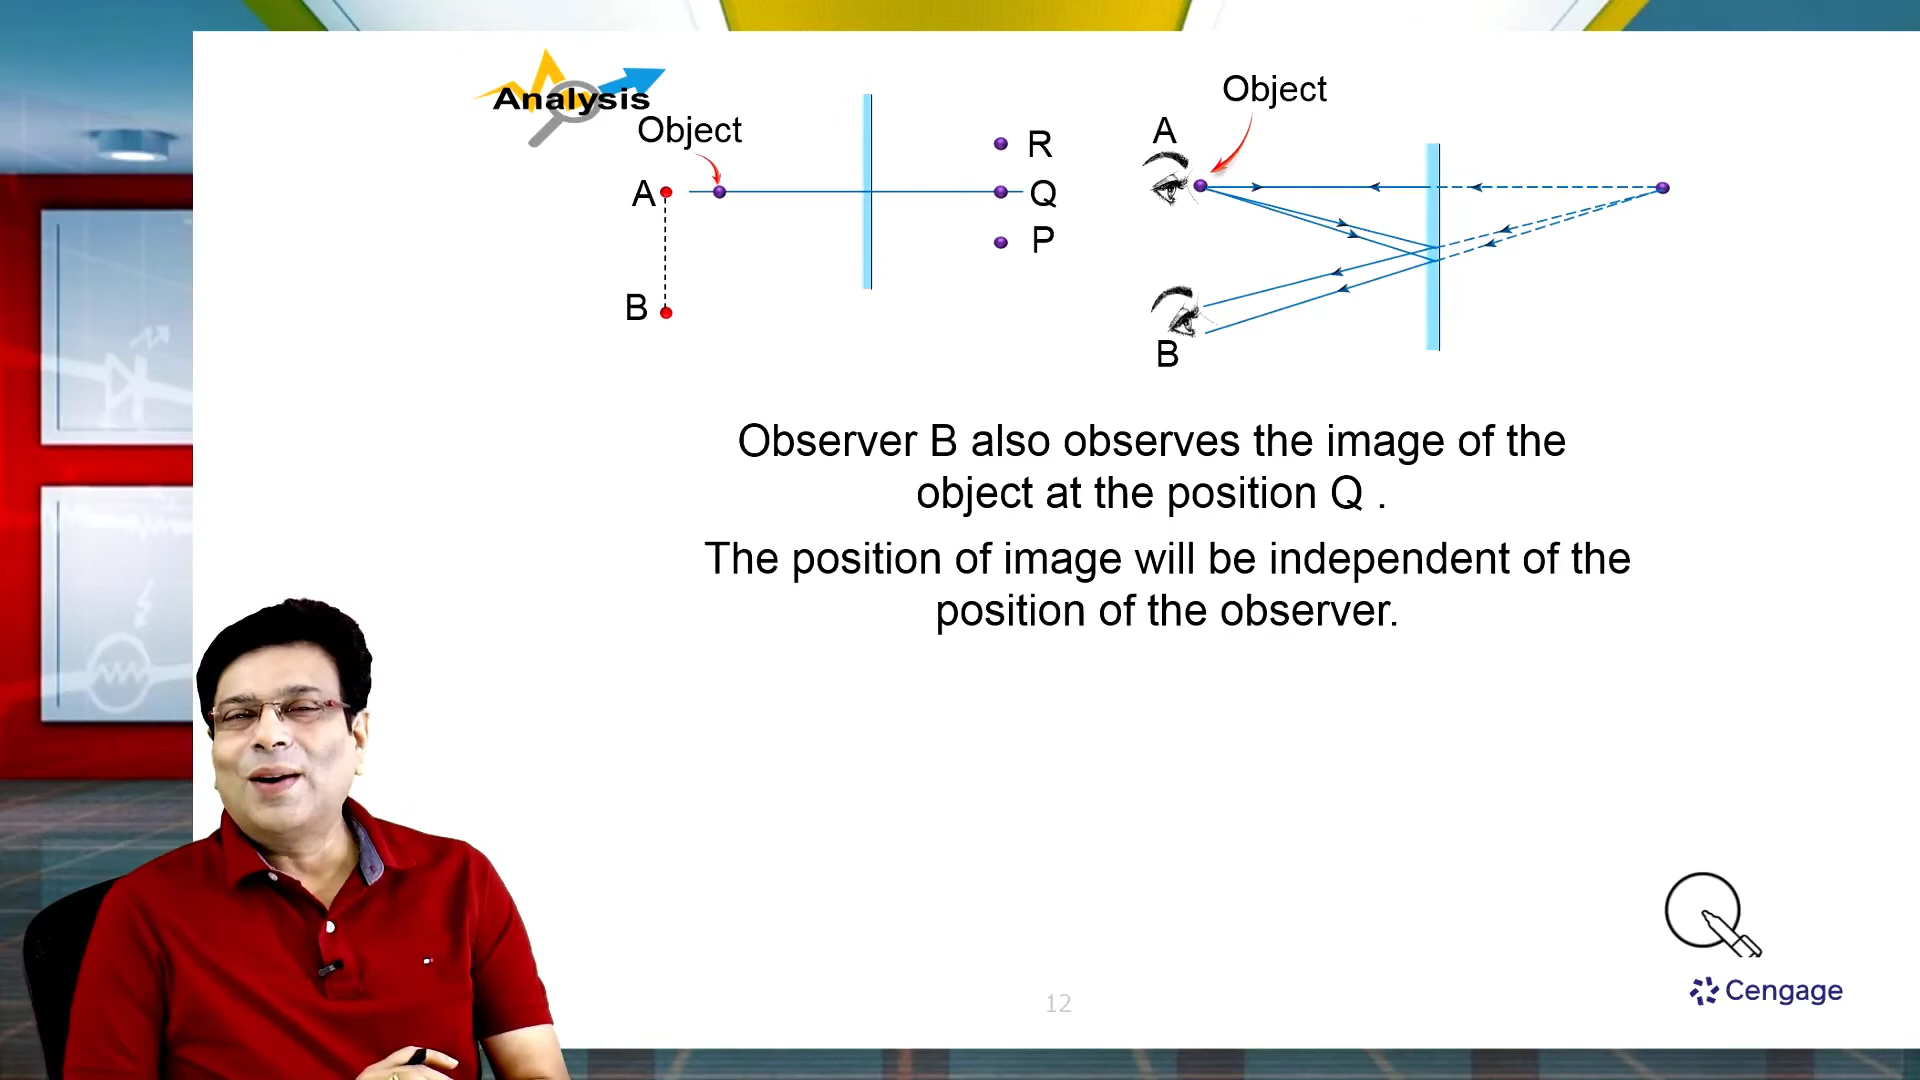 Analysis
Object
A
B
R
Q
P
Object
A
B
Observer B also observes the image of the
object at the position Q .
The position of image will be independent of the
position of the observer.
12
Cengage